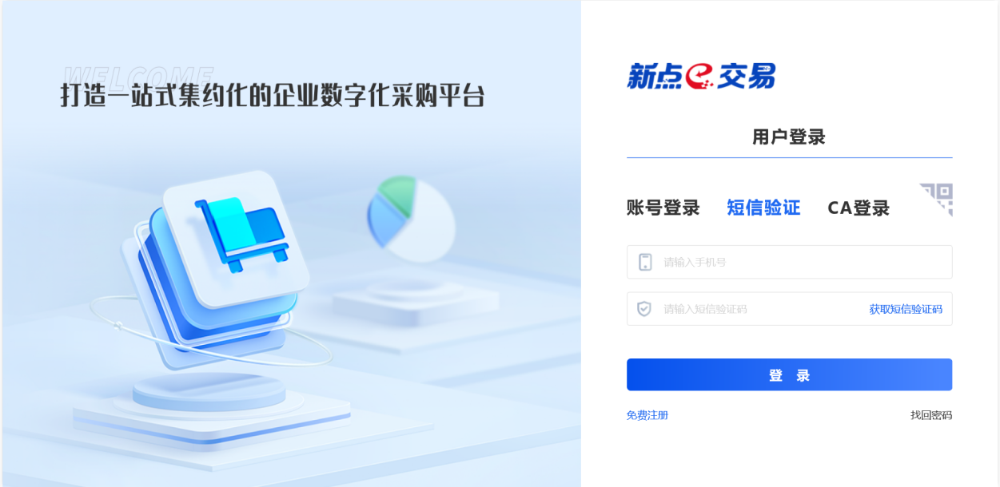 WELCOME
打造一站式集约化的企业数字化采购平台
新点e交易
用户登录
账号登录 短信验证 CA登录
请输入手机号
请输入短信验证码 获取短信验证码
登 录
免费注册 找回密码